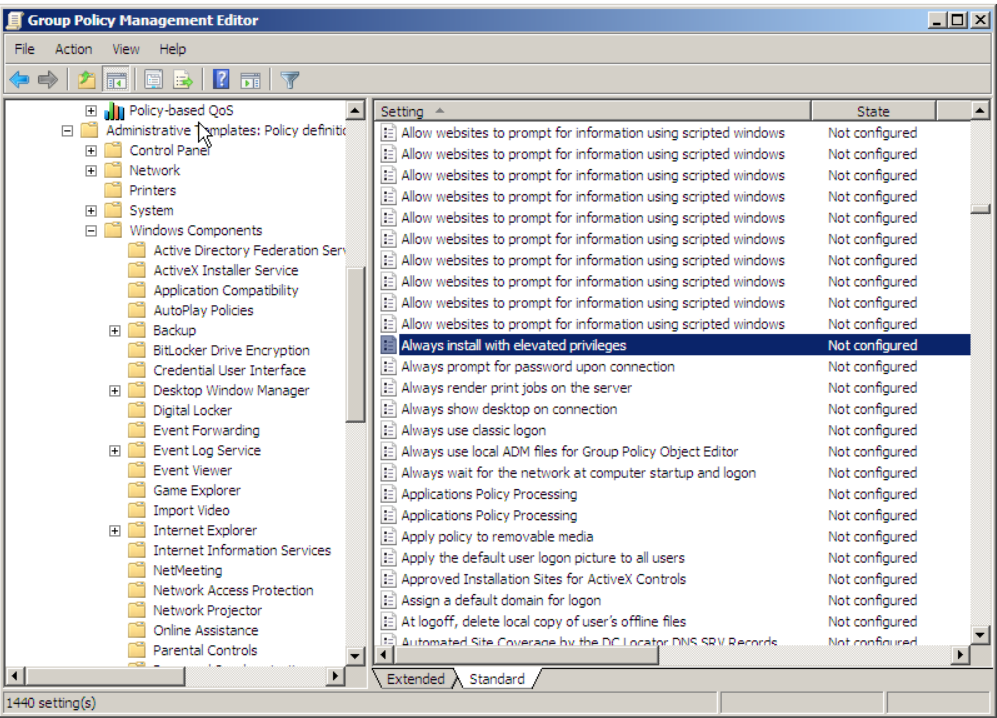 Group Policy Management Editor
File Action View Help
Policy-based QoS
Administrative Templates: Policy definitio
Control Panel
Network
Printers
System
Windows Components
Active Directory Federation Serv
ActiveX Installer Service
Application Compatibility
AutoPlay Policies
Backup
BitLocker Drive Encryption
Credential User Interface
Desktop Window Manager
Digital Locker
Event Forwarding
Event Log Service
Event Viewer
Game Explorer
Import Video
Internet Explorer
Internet Information Services
NetMeeting
Network Access Protection
Network Projector
Online Assistance
Parental Controls
Setting State
Allow websites to prompt for information using scripted windows Not configured
Allow websites to prompt for information using scripted windows Not configured
Allow websites to prompt for information using scripted windows Not configured
Allow websites to prompt for information using scripted windows Not configured
Allow websites to prompt for information using scripted windows Not configured
Allow websites to prompt for information using scripted windows Not configured
Allow websites to prompt for information using scripted windows Not configured
Allow websites to prompt for information using scripted windows Not configured
Allow websites to prompt for information using scripted windows Not configured
Allow websites to prompt for information using scripted windows Not configured
Always install with elevated privileges Not configured
Always prompt for password upon connection Not configured
Always render print jobs on the server Not configured
Always show desktop on connection Not configured
Always use classic logon Not configured
Always use local ADM files for Group Policy Object Editor Not configured
Always wait for the network at computer startup and logon Not configured
Applications Policy Processing Not configured
Applications Policy Processing Not configured
Apply policy to removable media Not configured
Apply the default user logon picture to all users Not configured
Approved Installation Sites for ActiveX Controls Not configured
Assign a default domain for logon Not configured
At logoff, delete local copy of user's offline files Not configured
Automated Site Coverage by the DC Locator DNS SRV Records Not configured
Extended Standard
1440 setting(s)